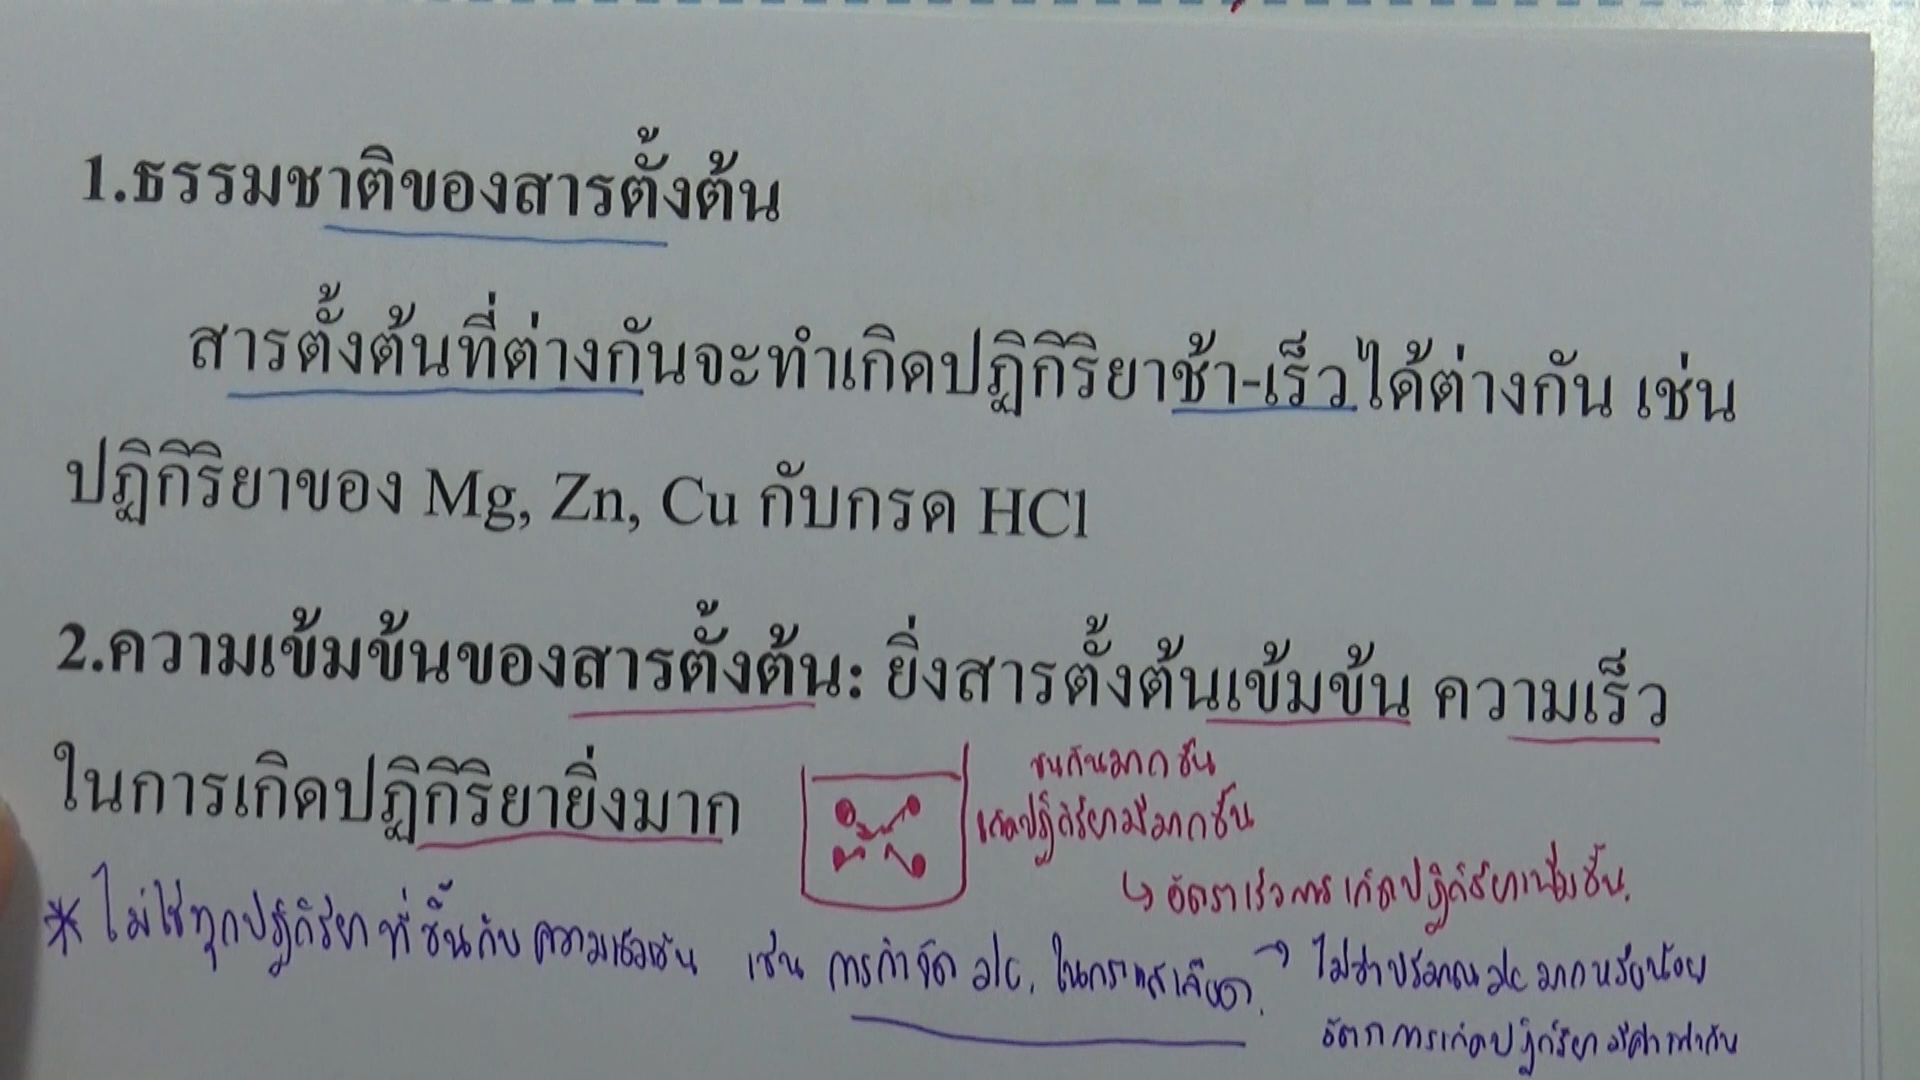 1.ธรรมชาติของสารตั้งต้น
สารตั้งต้นที่ต่างกันจะทำเกิดปฏิกิริยาช้า-เร็วได้ต่างกัน เช่น
ปฏิกิริยาของ Mg, Zn, Cu กับกรด HCl
2.ความเข้มข้นของสารตั้งต้น: ยิ่งสารตั้งต้นเข้มข้น ความเร็ว
ในการเกิดปฏิกิริยายิ่งมาก
ชนกันมากขึ้น
เกิดปฏิกิริยามีมากขึ้น
↳ อัตราเร็วการเกิดปฏิกิริยาเพิ่มขึ้น.
* ไม่ใช่ทุกปฏิกิริยาที่ขึ้นกับความเข้มข้น เช่น การกำจัด alc. ในกระแสเลือด. → ไม่ว่าปริมาณ alc มากหรือน้อย
อัตราการเกิดปฏิกิริยามีค่าเท่ากัน